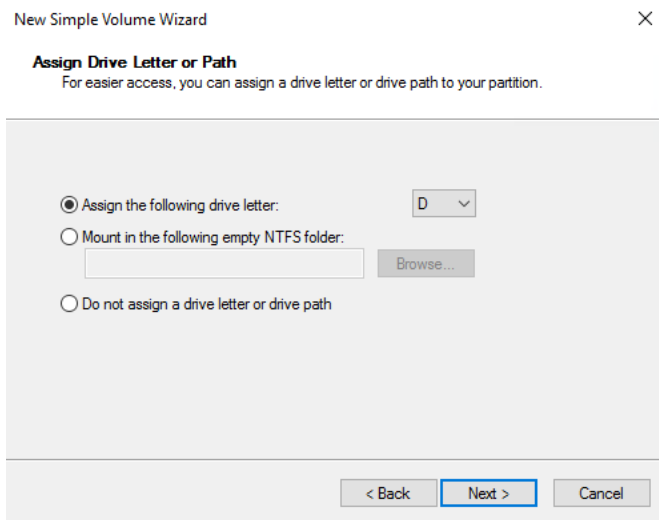 New Simple Volume Wizard
Assign Drive Letter or Path
For easier access, you can assign a drive letter or drive path to your partition.
Assign the following drive letter: D
Mount in the following empty NTFS folder:
Browse...
Do not assign a drive letter or drive path
< Back Next > Cancel